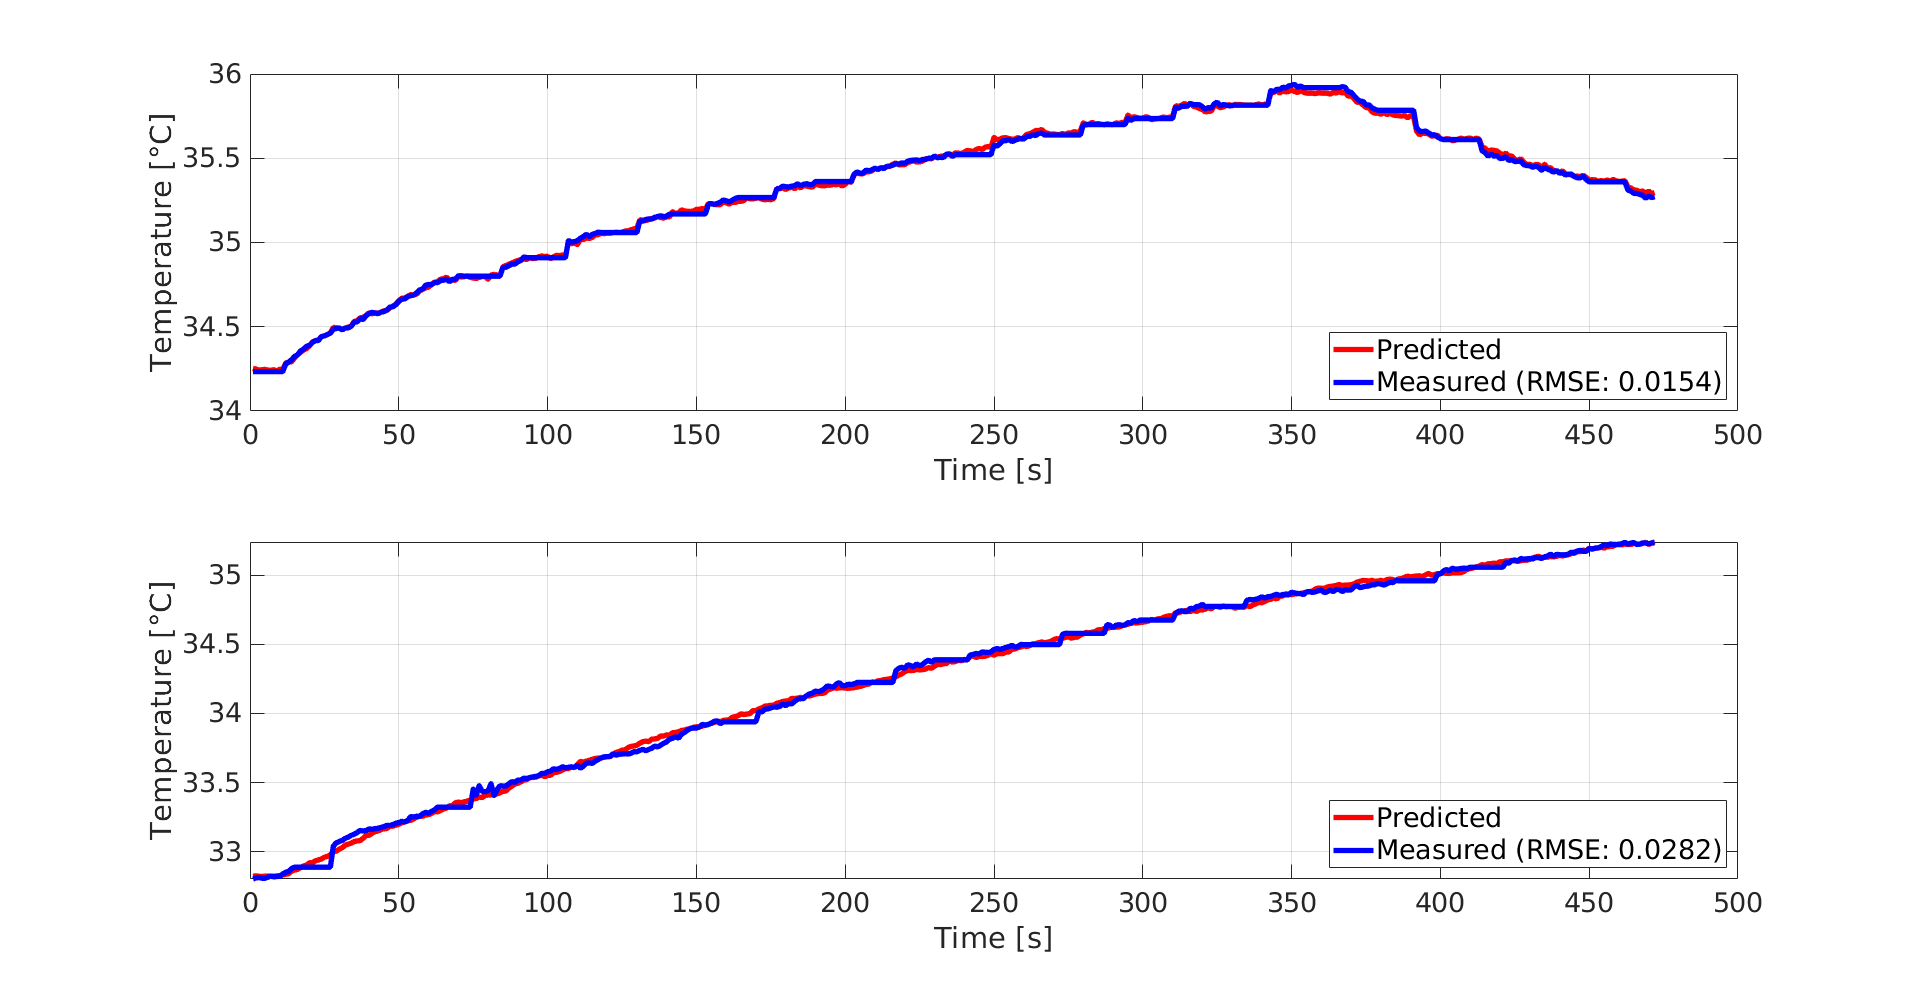 36
35.5
35
34.5
34
Temperature [°C]
0 50 100 150 200 250 300 350 400 450 500
Time [s]
Predicted
Measured (RMSE: 0.0154)
35
34.5
34
33.5
33
Temperature [°C]
0 50 100 150 200 250 300 350 400 450 500
Time [s]
Predicted
Measured (RMSE: 0.0282)